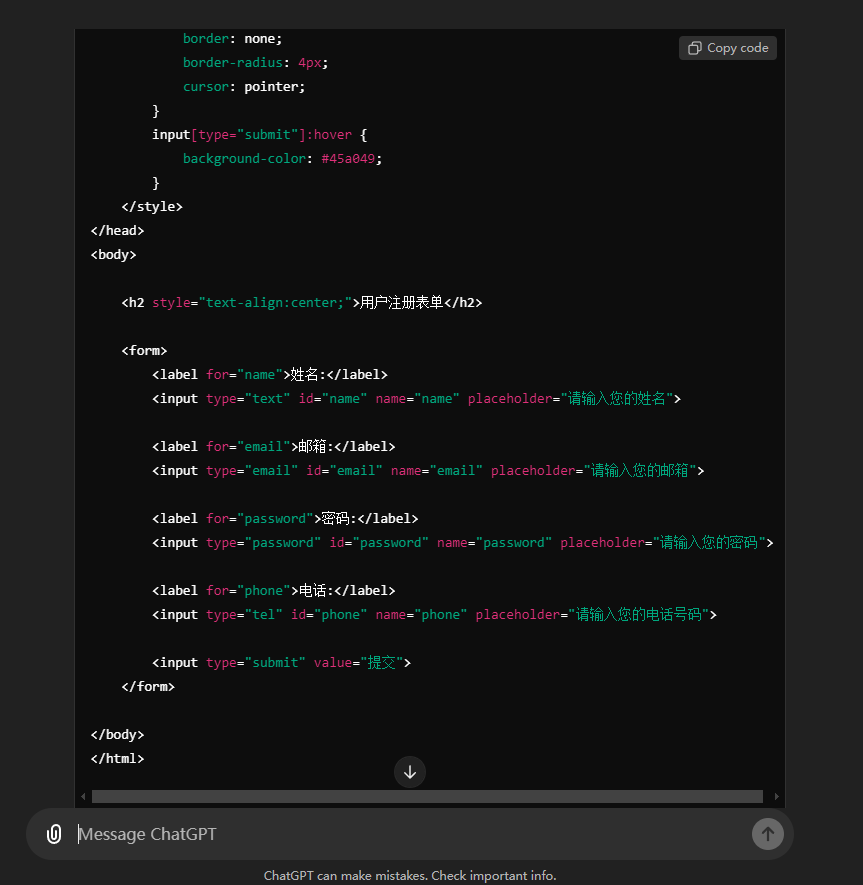 border: none;
Copy code
border-radius: 4px;
cursor: pointer;
}
input[type="submit"]:hover {
background-color: #45a049;
}
</style>
</head>
<body>
<h2 style="text-align:center;">用户注册表单</h2>
<form>
<label for="name">姓名:</label>
<input type="text" id="name" name="name" placeholder="请输入您的姓名">
<label for="email">邮箱:</label>
<input type="email" id="email" name="email" placeholder="请输入您的邮箱">
<label for="password">密码:</label>
<input type="password" id="password" name="password" placeholder="请输入您的密码">
<label for="phone">电话:</label>
<input type="tel" id="phone" name="phone" placeholder="请输入您的电话号码">
<input type="submit" value="提交">
</form>
</body>
</html>
Message ChatGPT
ChatGPT can make mistakes. Check important info.